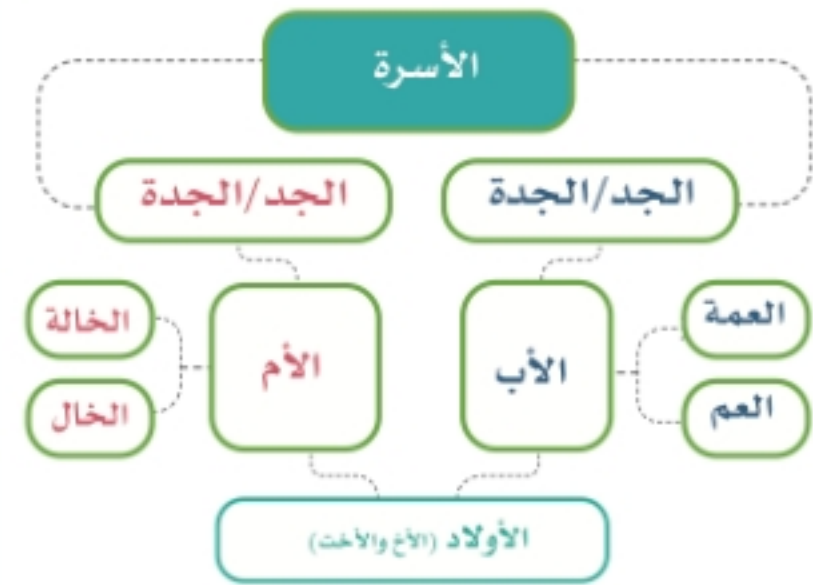 الأسرة
الجد/الجدة
الجد/الجدة
العمة
العم
الأب
الأم
الخالة
الخال
الأولاد (الأخ والأخت)